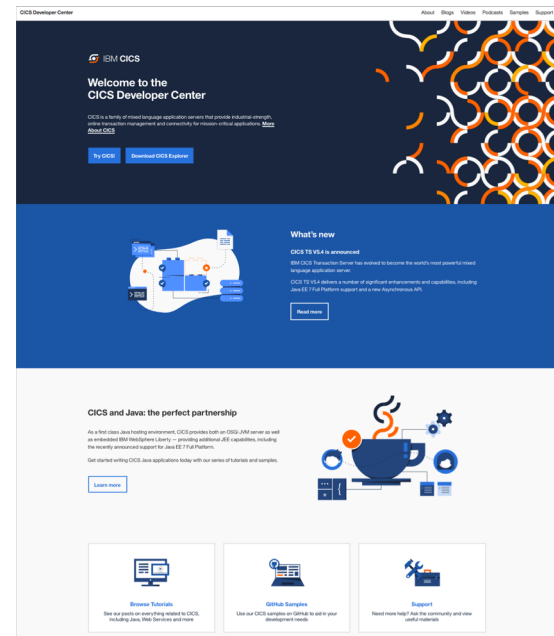 CICS Developer Center
About Blogs Videos Podcasts Samples Support
IBM CICS
Welcome to the
CICS Developer Center
CICS is a family of mixed language application servers that provide industrial-strength,
online transaction management and connectivity for mission-critical applications. More
About CICS
Try CICS!
Download CICS Explorer
What's new
CICS TS V5.4 is announced
IBM CICS Transaction Server has evolved to become the world's most powerful mixed
language application server.
CICS TS V5.4 delivers a number of significant enhancements and capabilities, including
Java EE 7 Full Platform support and a new Asynchronous API.
Read more
CICS and Java: the perfect partnership
As a first class Java hosting environment, CICS provides both an OSGi JVM server as well
as embedded IBM WebSphere Liberty — providing additional JEE capabilities, including
the recently announced support for Java EE 7 Full Platform.
Get started writing CICS Java applications today with our series of tutorials and samples.
Learn more
Browse Tutorials
See our posts on everything related to CICS,
including Java, Web Services and more
GitHub Samples
Use our CICS samples on GitHub to aid in your
development needs
Support
Need more help? Ask the community and view
useful materials